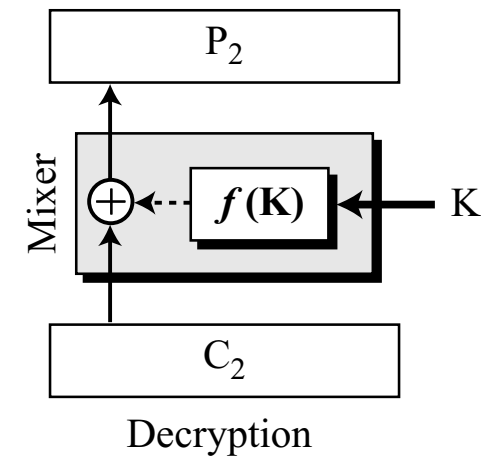 P₂
Mixer
f(K)
K
C₂
Decryption